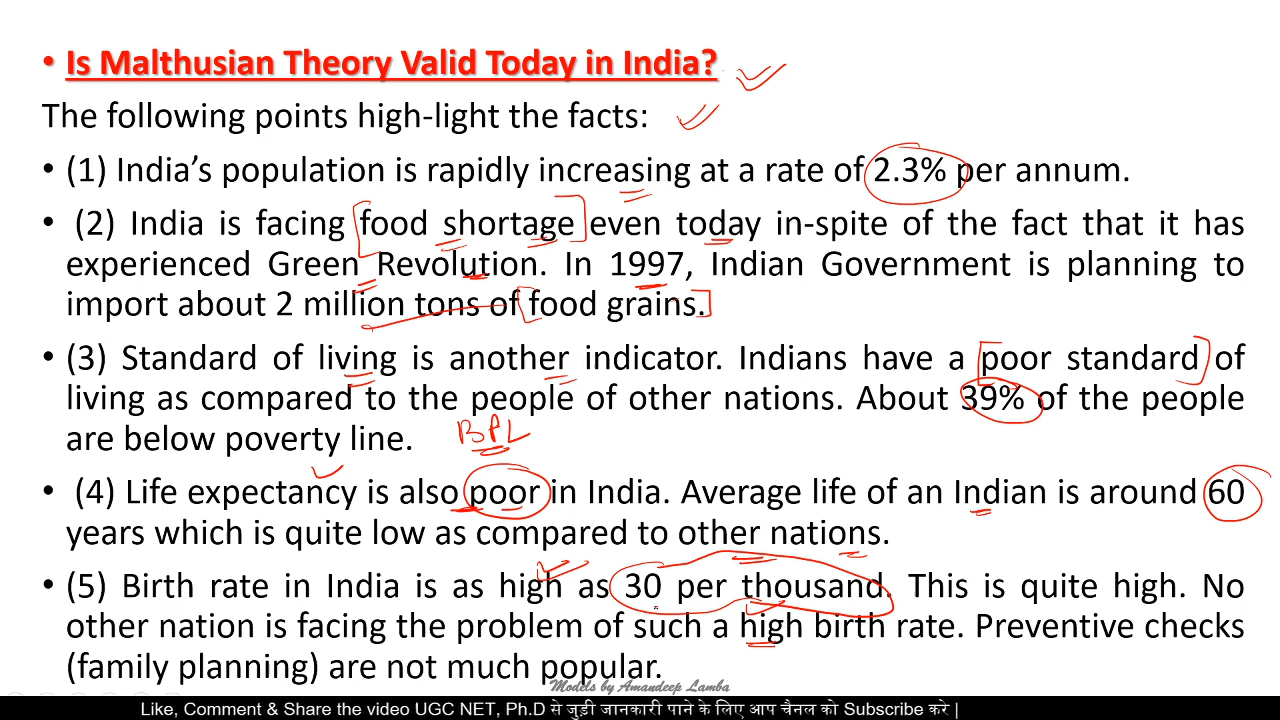 • Is Malthusian Theory Valid Today in India?
The following points high-light the facts:
• (1) India's population is rapidly increasing at a rate of 2.3% per annum.
• (2) India is facing food shortage even today in-spite of the fact that it has
experienced Green Revolution. In 1997, Indian Government is planning to
import about 2 million tons of food grains.
• (3) Standard of living is another indicator. Indians have a poor standard of
living as compared to the people of other nations. About 39% of the people
are below poverty line. BPL
• (4) Life expectancy is also poor in India. Average life of an Indian is around 60
years which is quite low as compared to other nations.
• (5) Birth rate in India is as high as 30 per thousand. This is quite high. No
other nation is facing the problem of such a high birth rate. Preventive checks
(family planning) are not much popular.
Models by Amandeep Lamba
Like, Comment & Share the video UGC NET, Ph.D से जुड़ी जानकारी पाने के लिए आप चैनल को Subscribe करे |